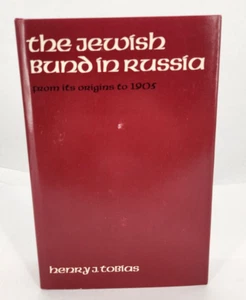 the Jewish
Bund in Russia
from its origins to 1905
henry J. tobias